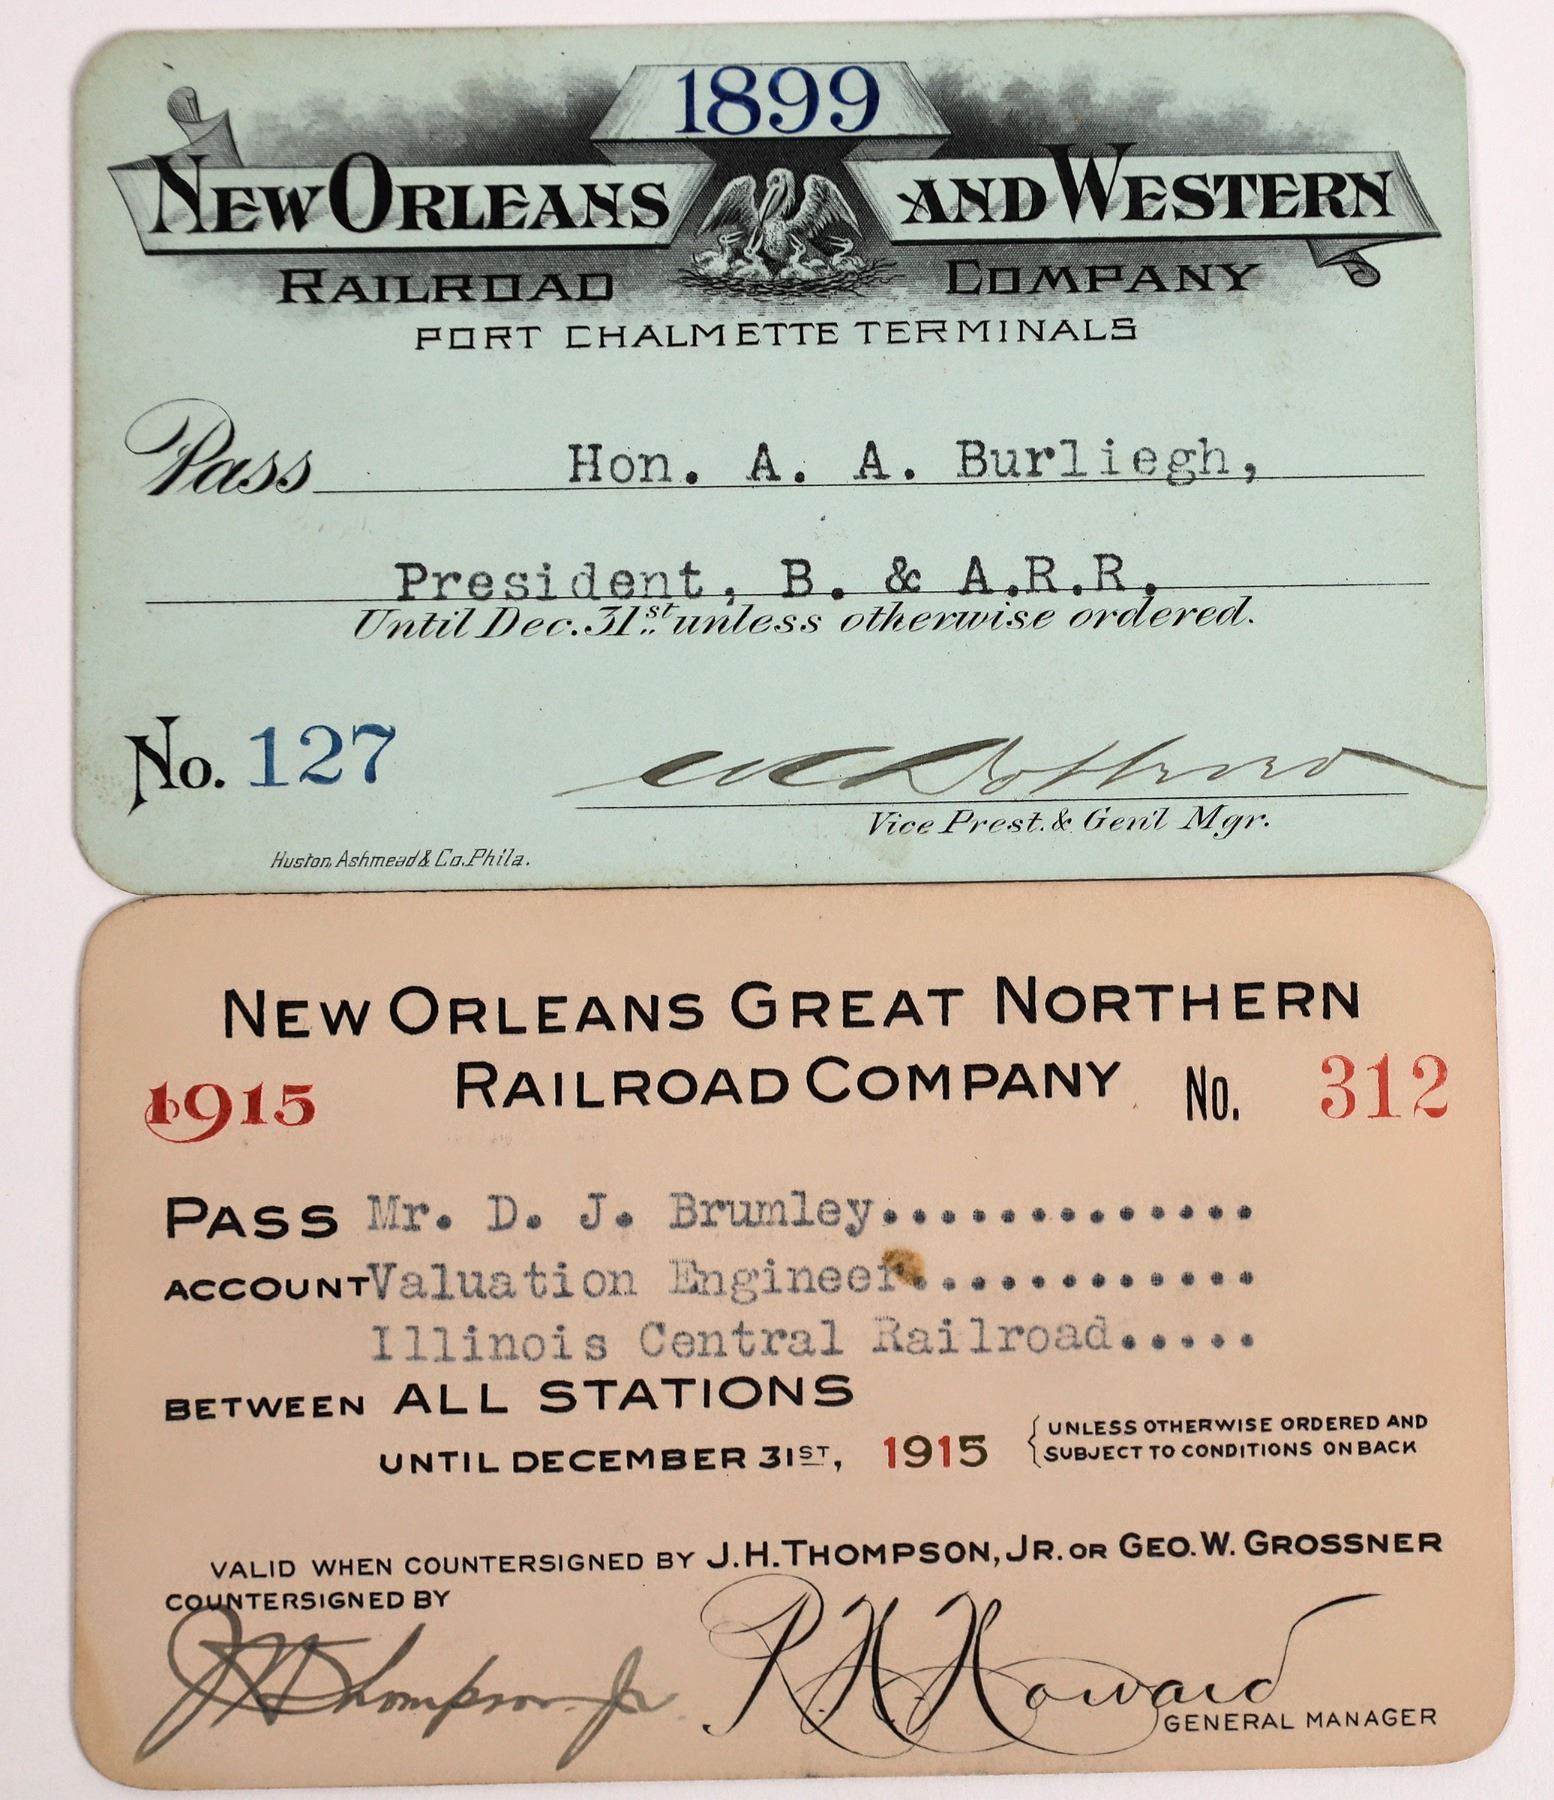 1899
NEW ORLEANS AND WESTERN
RAILROAD COMPANY
PORT CHALMETTE TERMINALS
Pass Hon. A. A. Burliegh,
President, B. & A.R.R.
Until Dec. 31st unless otherwise ordered.
No. 127
Vice Prest. & Gen'l Mgr.
Huston, Ashmead & Co. Phila.
NEW ORLEANS GREAT NORTHERN
RAILROAD COMPANY
1915 No. 312
PASS Mr. D. J. Brumley..............
ACCOUNT Valuation Engineer............
Illinois Central Railroad.....
BETWEEN ALL STATIONS
UNTIL DECEMBER 31ST, 1915 { UNLESS OTHERWISE ORDERED AND
SUBJECT TO CONDITIONS ON BACK
VALID WHEN COUNTERSIGNED BY J.H. THOMPSON, JR. OR GEO. W. GROSSNER
COUNTERSIGNED BY
J H Thompson Jr R. H. Howard
GENERAL MANAGER